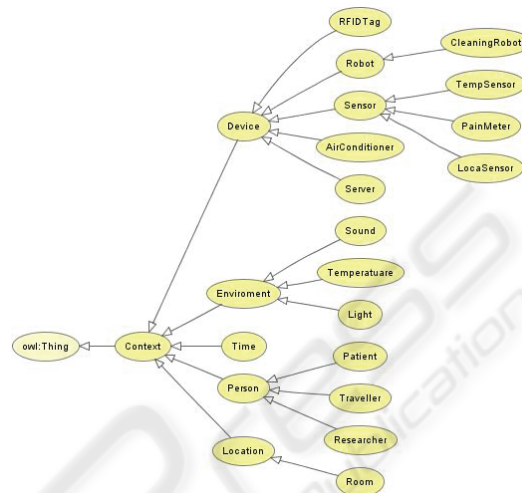 RFIDTag
CleaningRobot
Robot
TempSensor
Sensor
Device
PainMeter
AirConditioner
LocaSensor
Server
Sound
Temperatuare
Enviroment
Light
owl:Thing
Context
Time
Patient
Person
Traveller
Researcher
Location
Room